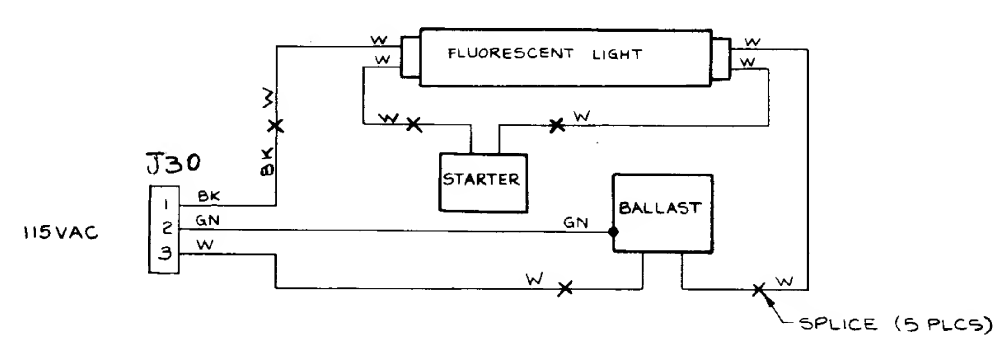 W
W
FLUORESCENT LIGHT
W
W
W
W
W
BK
J30
STARTER
1 BK
2 GN
3 W
115VAC
GN
BALLAST
W
W
SPLICE (5 PLCS)